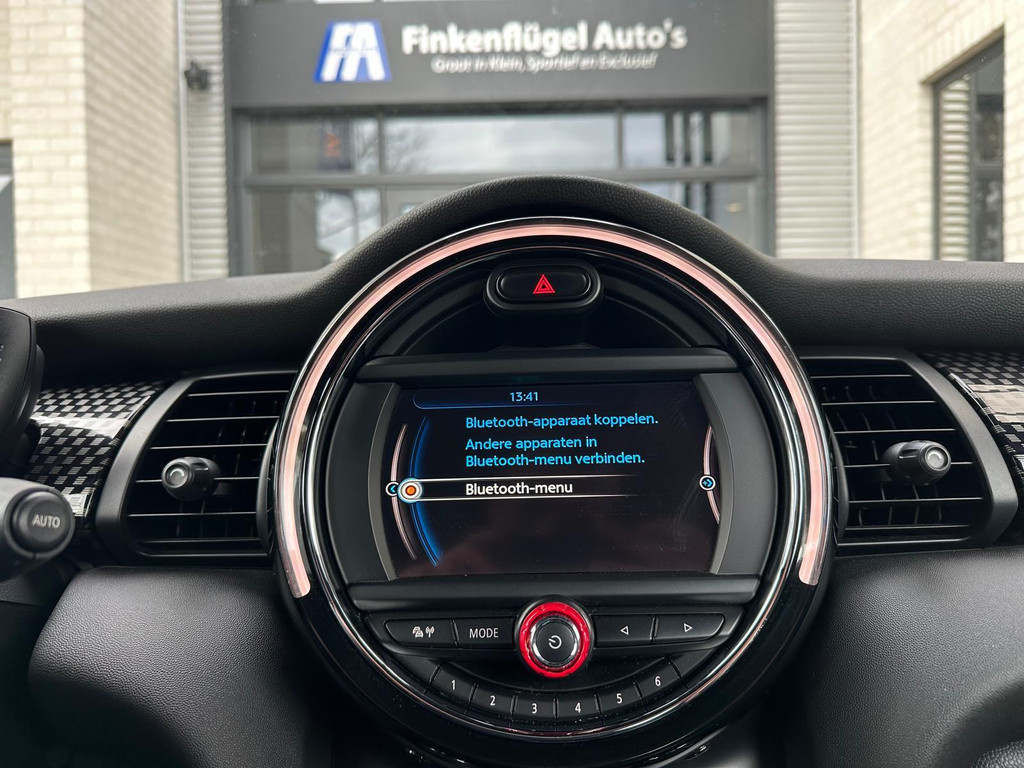 FA Finkenflügel Auto's
Groot in Klein, Sportief en Exclusief
13:41
Bluetooth-apparaat koppelen.
Andere apparaten in
Bluetooth-menu verbinden.
Bluetooth-menu
AUTO
MODE
1 2 3 4 5 6